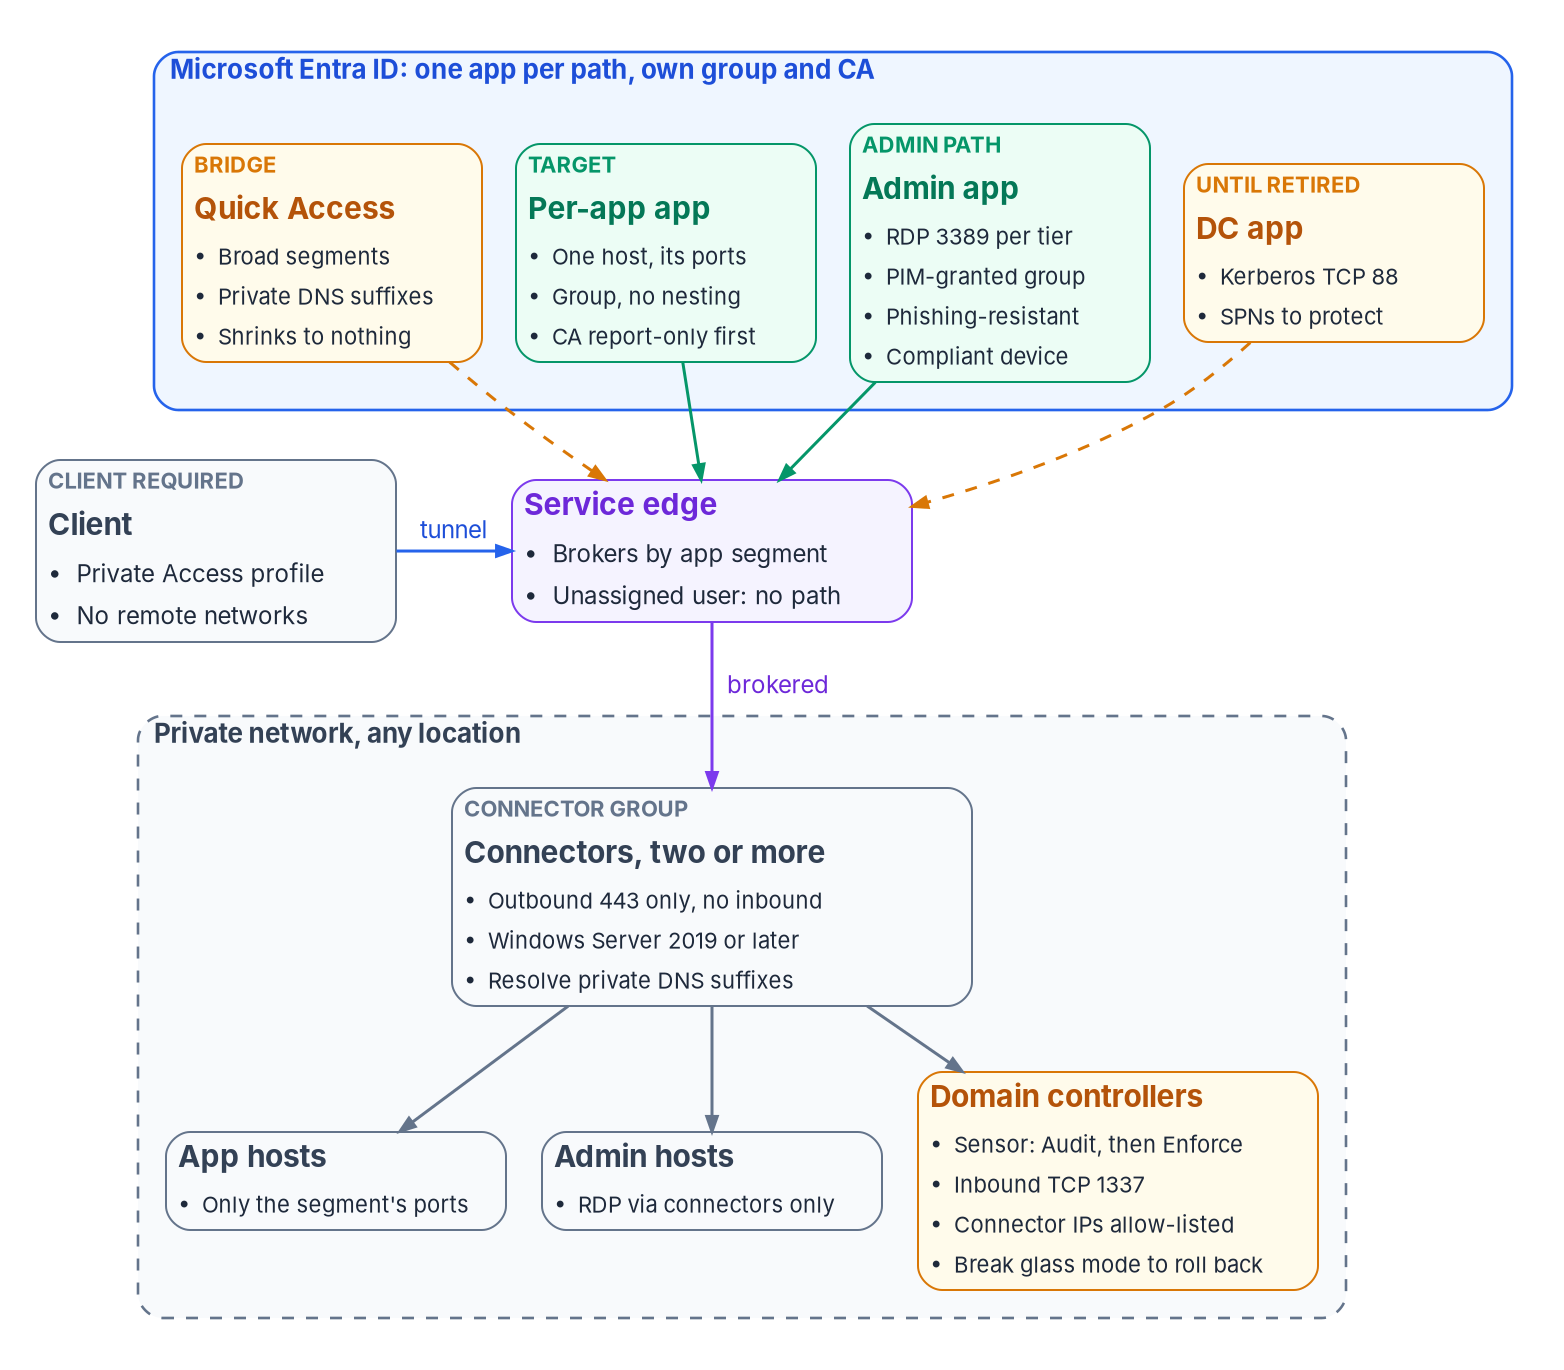 Microsoft Entra ID: one app per path, own group and CA
BRIDGE
Quick Access
• Broad segments
• Private DNS suffixes
• Shrinks to nothing
TARGET
Per-app app
• One host, its ports
• Group, no nesting
• CA report-only first
ADMIN PATH
Admin app
• RDP 3389 per tier
• PIM-granted group
• Phishing-resistant
• Compliant device
UNTIL RETIRED
DC app
• Kerberos TCP 88
• SPNs to protect
CLIENT REQUIRED
Client
• Private Access profile
• No remote networks
tunnel
Service edge
• Brokers by app segment
• Unassigned user: no path
brokered
Private network, any location
CONNECTOR GROUP
Connectors, two or more
• Outbound 443 only, no inbound
• Windows Server 2019 or later
• Resolve private DNS suffixes
App hosts
• Only the segment's ports
Admin hosts
• RDP via connectors only
Domain controllers
• Sensor: Audit, then Enforce
• Inbound TCP 1337
• Connector IPs allow-listed
• Break glass mode to roll back